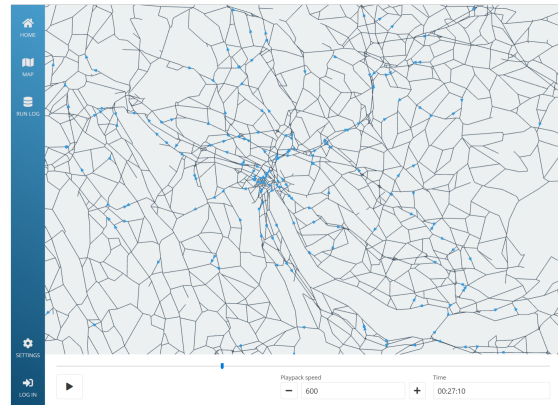 HOME
MAP
RUN LOG
SETTINGS
LOG IN
Playpack speed
Time
600
00:27:10